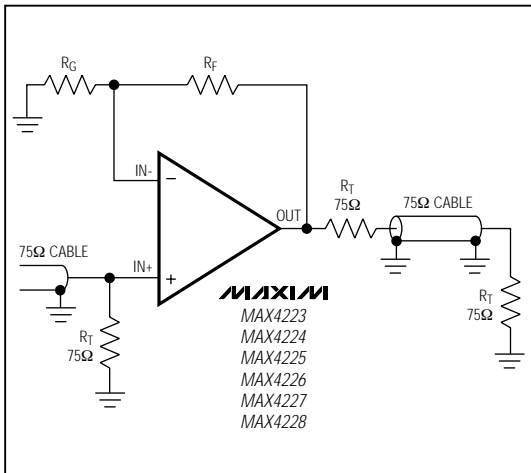 RG
RF
IN-
−
OUT
RT
75Ω
75Ω CABLE
75Ω CABLE
IN+
+
RT
75Ω
RT
75Ω
MAXIM
MAX4223
MAX4224
MAX4225
MAX4226
MAX4227
MAX4228